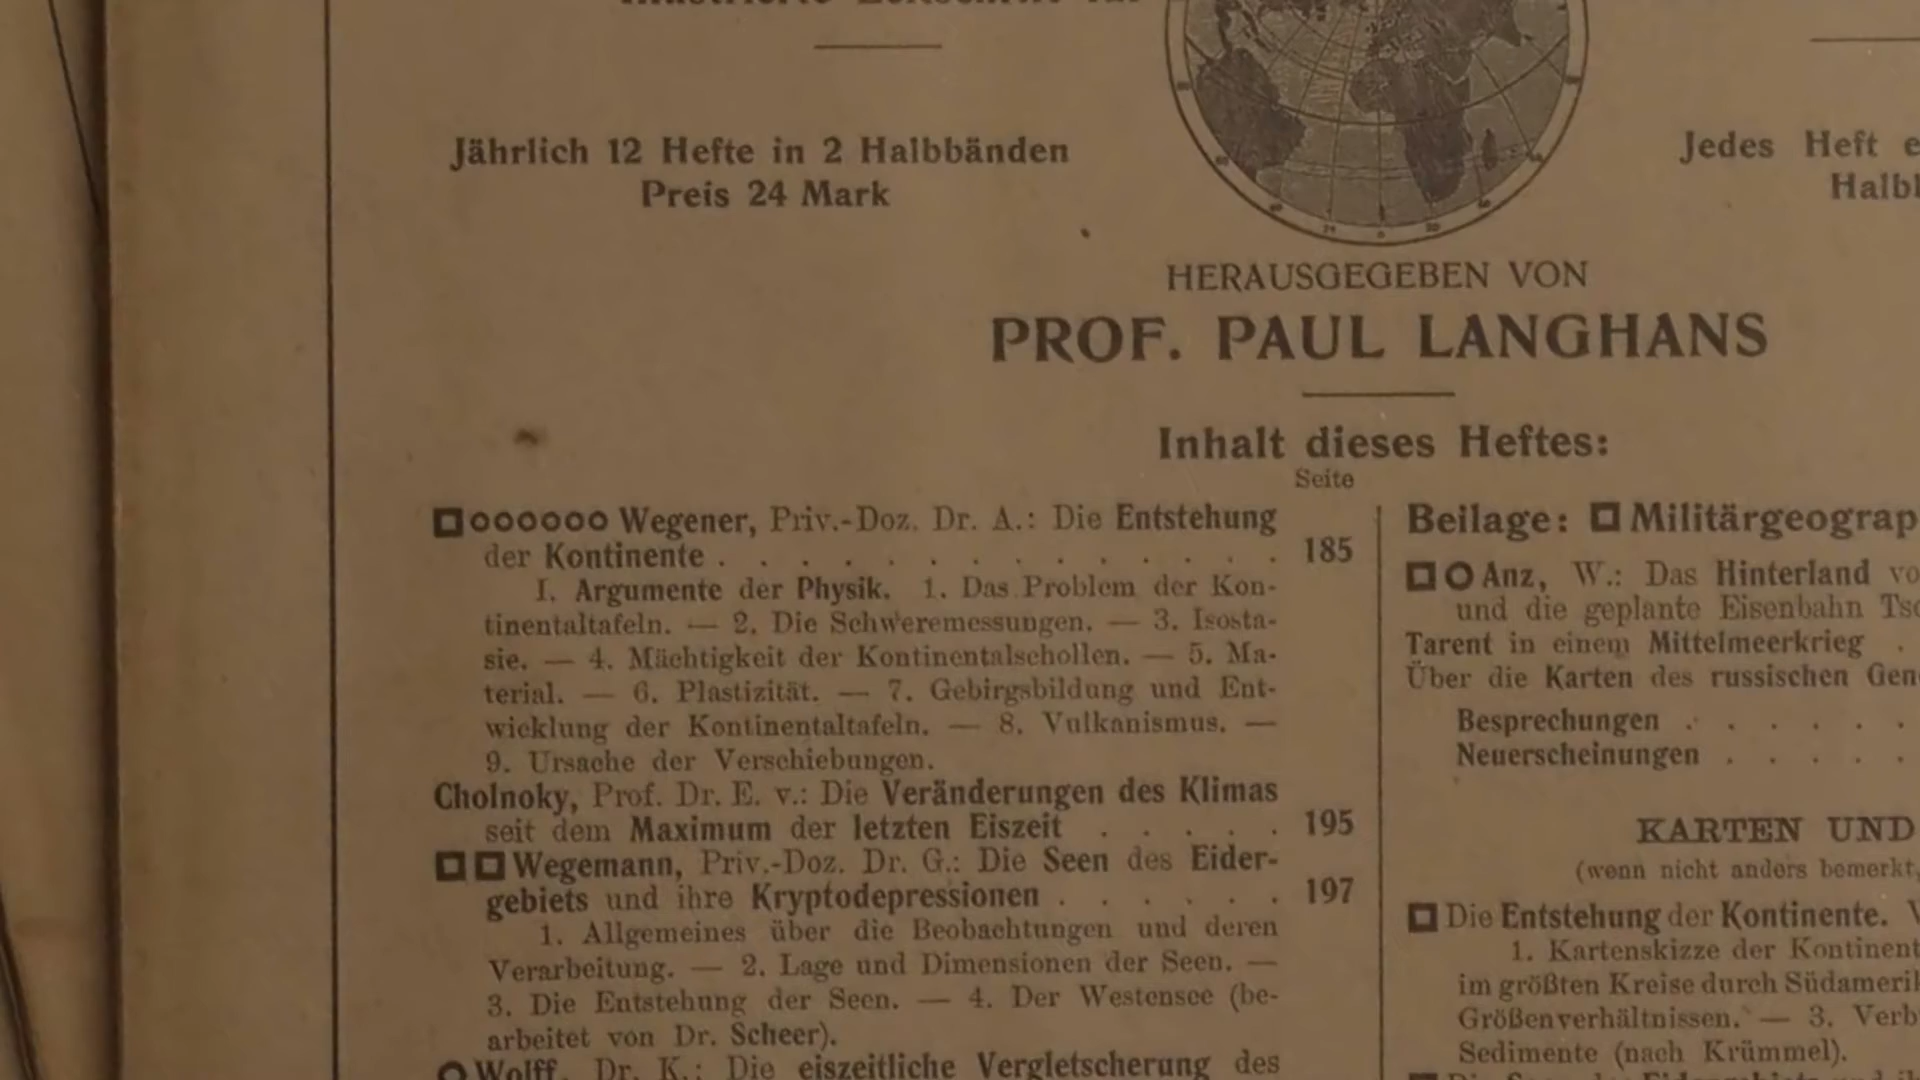 Jährlich 12 Hefte in 2 Halbbänden
Preis 24 Mark
Jedes Heft
HERAUSGEGEBEN VON
PROF. PAUL LANGHANS
Inhalt dieses Heftes:
Seite
Wegener, Priv.-Doz. Dr. A.: Die Entstehung
der Kontinente . . . . . . . . . . . . . 185
I. Argumente der Physik. 1. Das Problem der Kon-
tinentaltafeln. — 2. Die Schweremessungen. — 3. Isosta-
sie. — 4. Mächtigkeit der Kontinentalschollen. — 5. Ma-
terial. — 6. Plastizität. — 7. Gebirgsbildung und Ent-
wicklung der Kontinentaltafeln. — 8. Vulkanismus. —
9. Ursache der Verschiebungen.
Cholnoky, Prof. Dr. E. v.: Die Veränderungen des Klimas
seit dem Maximum der letzten Eiszeit . . . . . 195
Wegemann, Priv.-Doz. Dr. G.: Die Seen des Eider-
gebiets und ihre Kryptodepressionen . . . . . . 197
1. Allgemeines über die Beobachtungen und deren
Verarbeitung. — 2. Lage und Dimensionen der Seen. —
3. Die Entstehung der Seen. — 4. Der Westensee (be-
arbeitet von Dr. Scheer).
Wolff, Dr. K.: Die eiszeitliche Vergletscherung des
Beilage: Militärgeograp
Anz, W.: Das Hinterland vo
und die geplante Eisenbahn Tsc
Tarent in einem Mittelmeerkrieg .
Über die Karten des russischen Gen
Besprechungen . . . . .
Neuerscheinungen . . . .
KARTEN UND
(wenn nicht anders bemerkt,
Die Entstehung der Kontinente.
1. Kartenskizze der Kontinent
im größten Kreise durch Südameri
Größenverhältnissen. — 3. Verb
Sedimente (nach Krümmel).